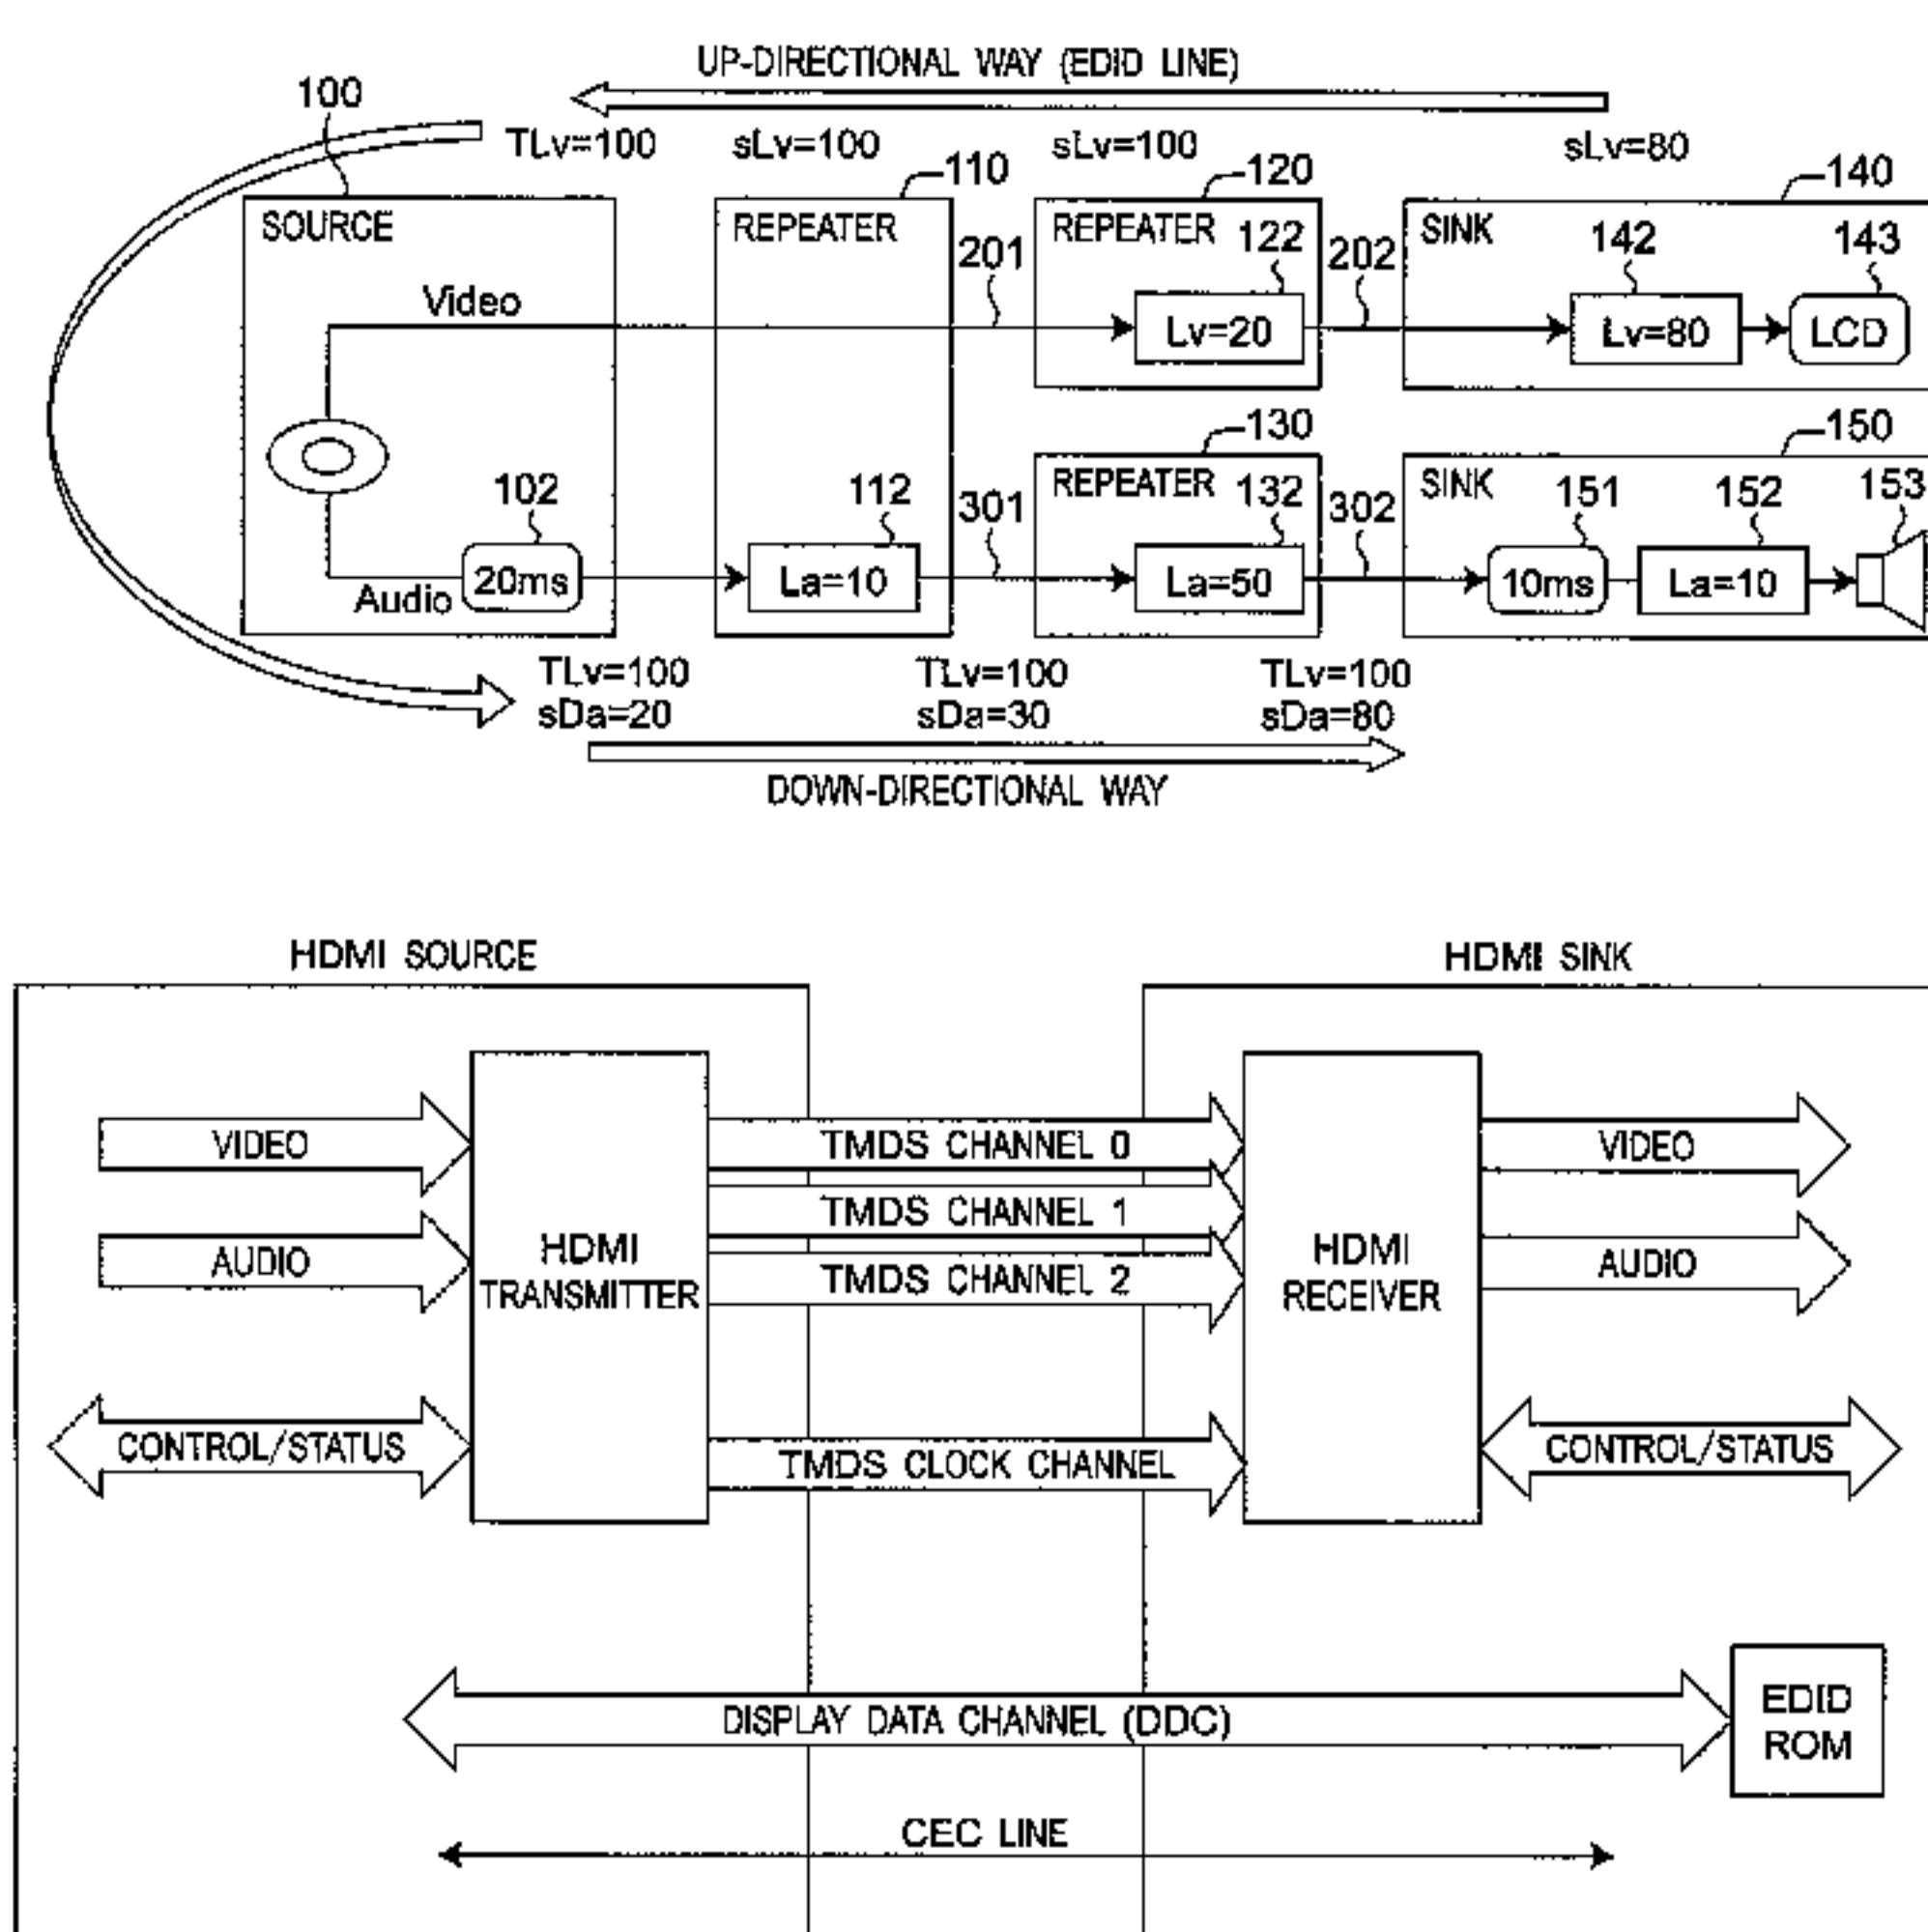 UP-DIRECTIONAL WAY (EDID LINE)
100
TLv=100 sLv=100 sLv=100 sLv=80
110 120 140
SOURCE REPEATER REPEATER 122 SINK 142 143
201 202
Video
Lv=20 Lv=80 LCD
130 150
102 112 REPEATER 132 SINK 151 152 153
301 302
Audio 20ms La=10 La=50 10ms La=10
TLv=100 TLv=100 TLv=100
sDa=20 sDa=30 sDa=80
DOWN-DIRECTIONAL WAY
HDMI SOURCE HDMI SINK
VIDEO TMDS CHANNEL 0 VIDEO
TMDS CHANNEL 1
AUDIO HDMI TRANSMITTER TMDS CHANNEL 2 HDMI RECEIVER AUDIO
CONTROL/STATUS TMDS CLOCK CHANNEL CONTROL/STATUS
DISPLAY DATA CHANNEL (DDC) EDID ROM
CEC LINE